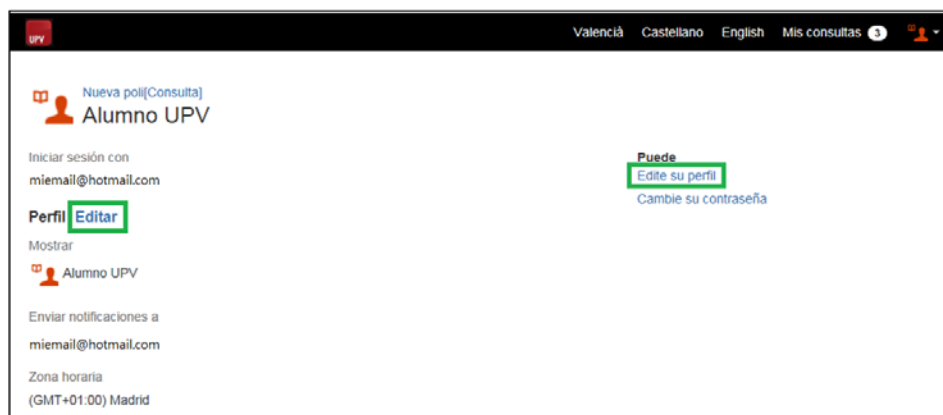 UPV
Valencià Castellano English Mis consultas 3
Nueva poli[Consulta]
Alumno UPV
Iniciar sesión con
miemail@hotmail.com
Perfil Editar
Mostrar
Alumno UPV
Enviar notificaciones a
miemail@hotmail.com
Zona horaria
(GMT+01:00) Madrid
Puede
Edite su perfil
Cambie su contraseña